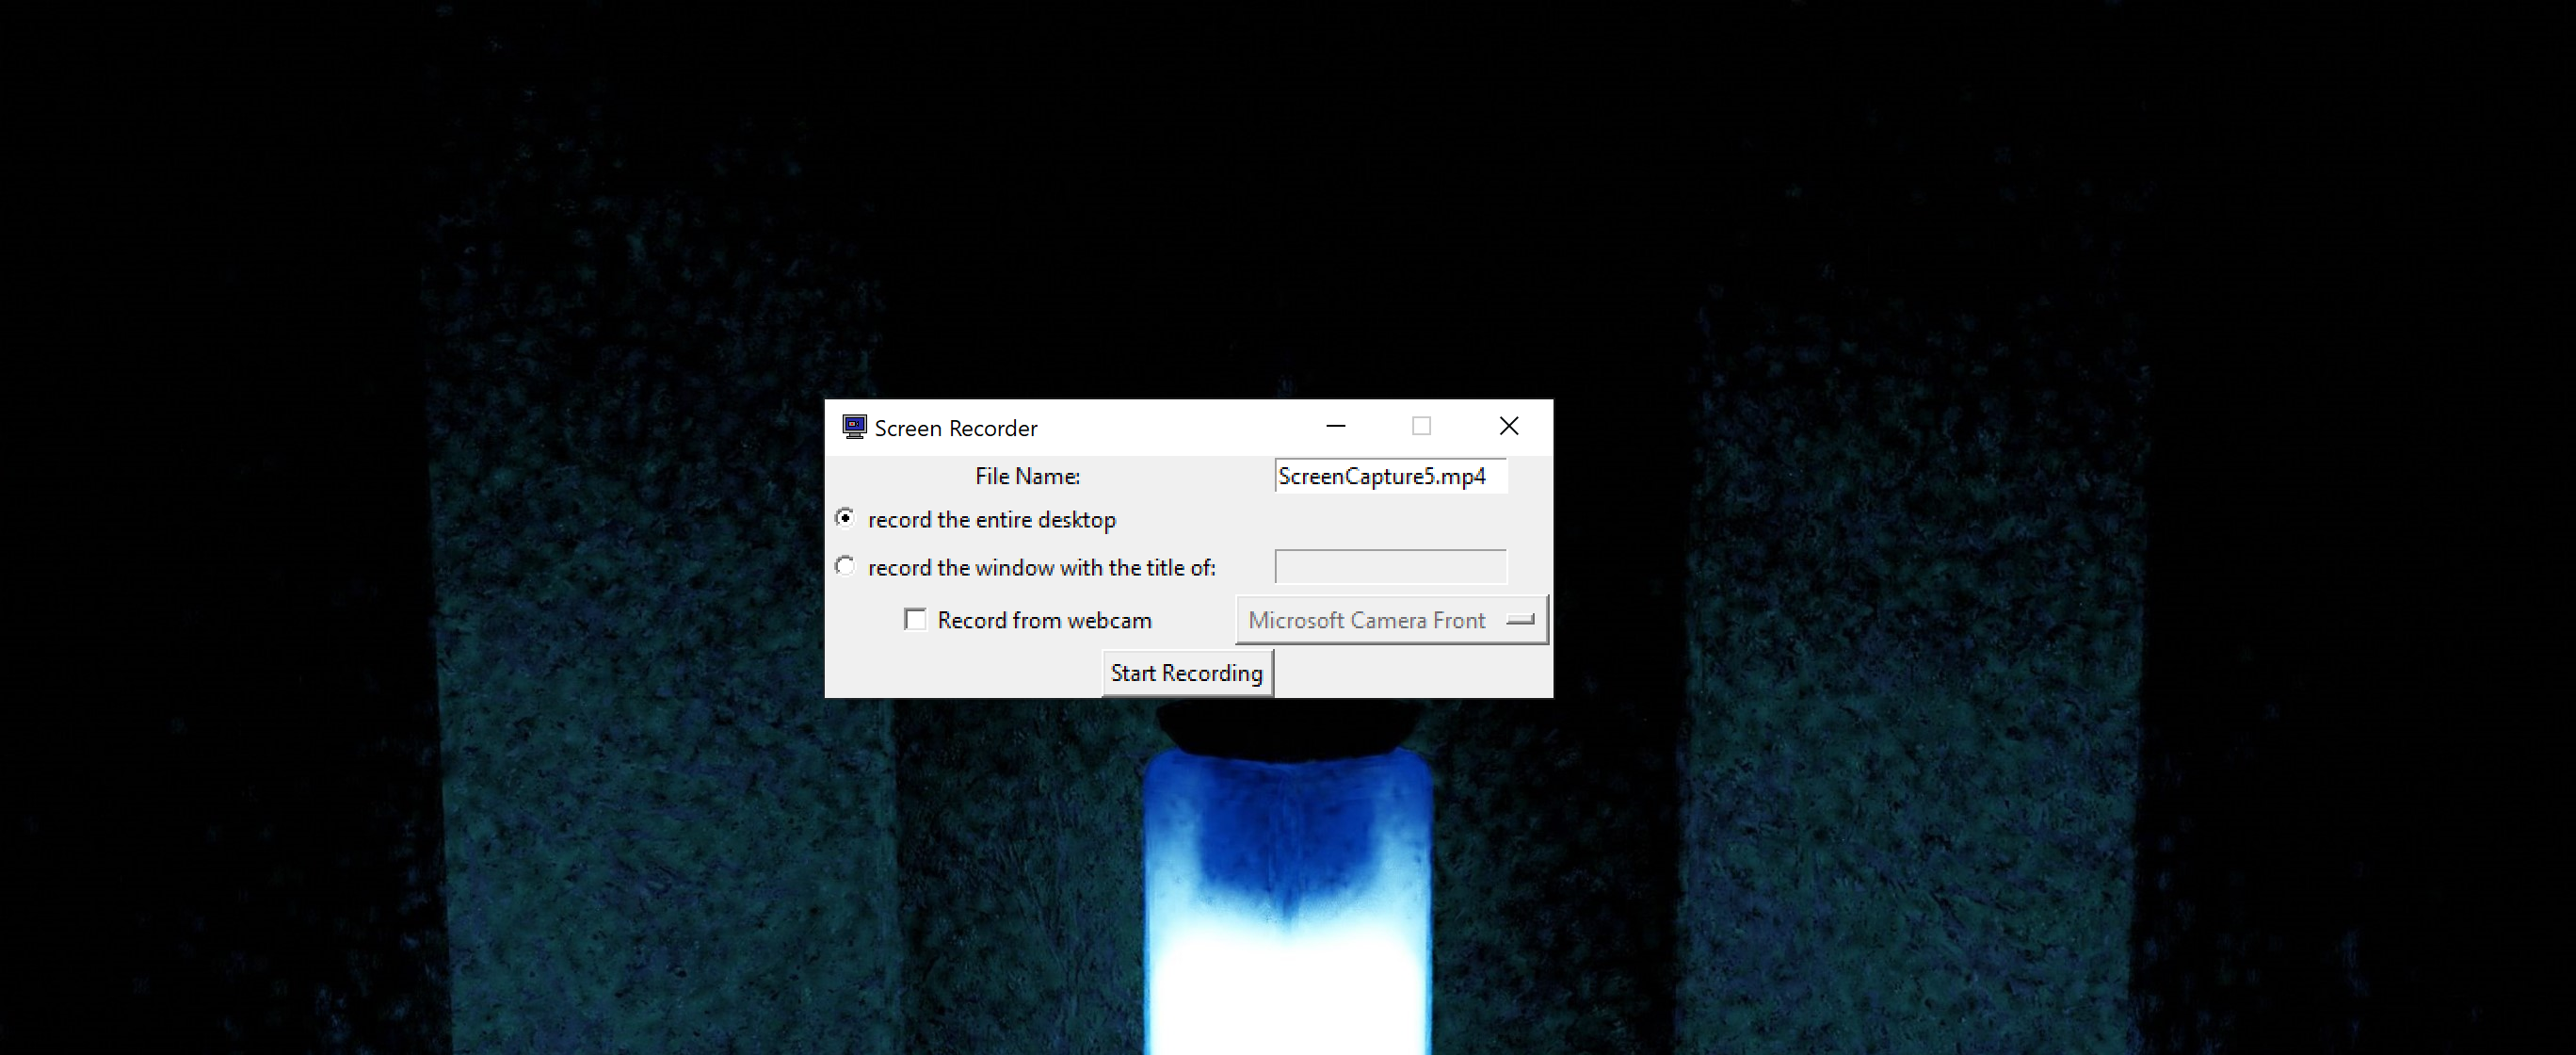 Screen Recorder
File Name: ScreenCapture5.mp4
record the entire desktop
record the window with the title of:
Record from webcam Microsoft Camera Front
Start Recording